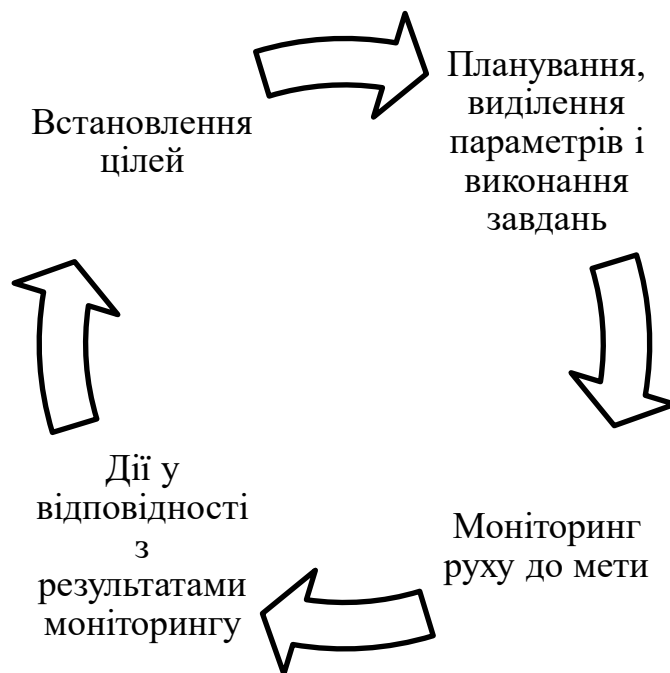 Встановлення
цілей
Планування,
виділення
параметрів і
виконання
завдань
Моніторинг
руху до мети
Дії у
відповідності
з
результатами
моніторингу